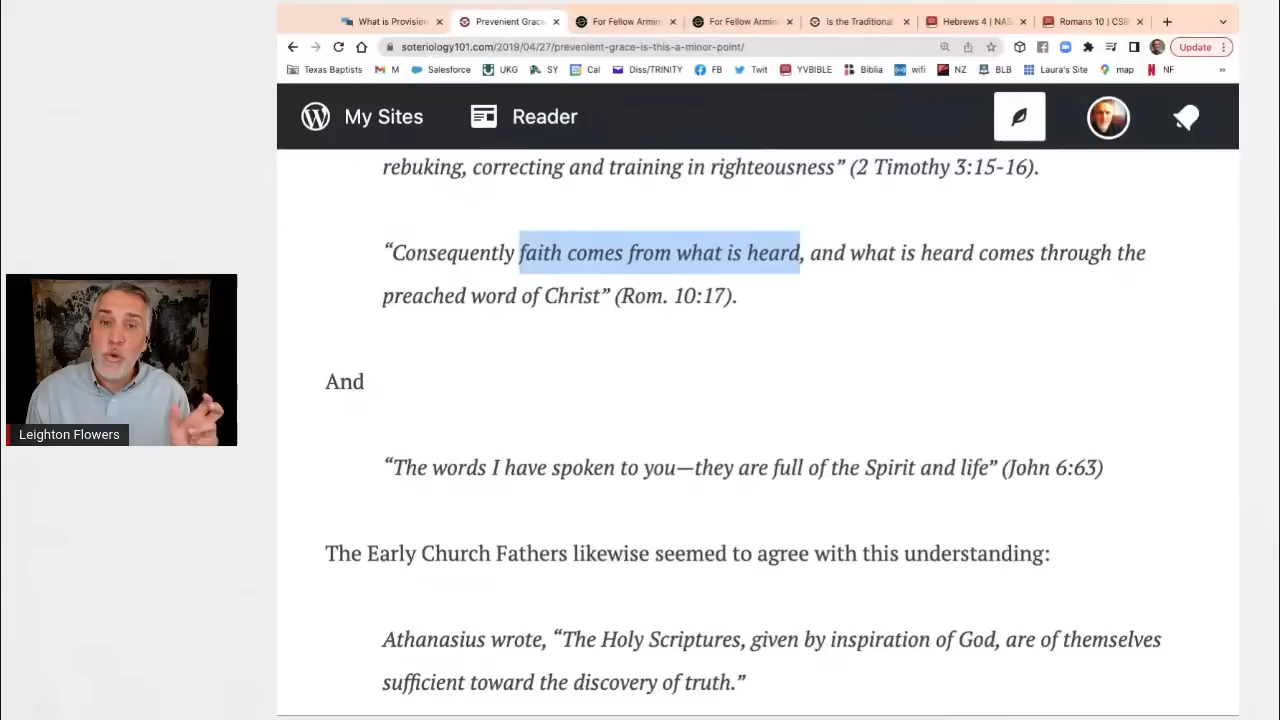 What is Provision
Prevenient Grace
For Fellow Armin
For Fellow Armin
Is the Traditional
Hebrews 4 | NAS
Romans 10 | CSB
soteriology101.com/2019/04/27/prevenient-grace-is-this-a-minor-point/
Update
Texas Baptists
M
Salesforce
UKG
SY
Cal
Diss/TRINITY
FB
Twit
YVBIBLE
Biblia
wifi
NZ
BLB
Laura's Site
map
NF
My Sites
Reader
rebuking, correcting and training in righteousness” (2 Timothy 3:15-16).
“Consequently faith comes from what is heard, and what is heard comes through the
preached word of Christ” (Rom. 10:17).
And
“The words I have spoken to you—they are full of the Spirit and life” (John 6:63)
Leighton Flowers
The Early Church Fathers likewise seemed to agree with this understanding:
Athanasius wrote, “The Holy Scriptures, given by inspiration of God, are of themselves
sufficient toward the discovery of truth.”